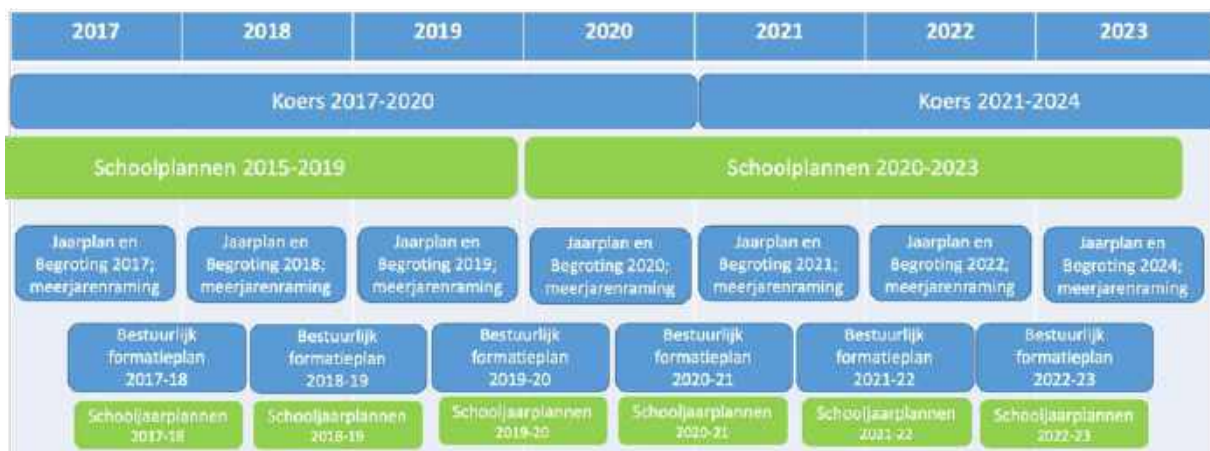 2017 2018 2019 2020 2021 2022 2023
Koers 2017-2020 Koers 2021-2024
Schoolplannen 2015-2019 Schoolplannen 2020-2023
Jaarplan en
Begroting 2017;
meerjarenraming
Jaarplan en
Begroting 2018;
meerjarenraming
Jaarplan en
Begroting 2019;
meerjarenraming
Jaarplan en
Begroting 2020;
meerjarenraming
Jaarplan en
Begroting 2021;
meerjarenraming
Jaarplan en
Begroting 2022;
meerjarenraming
Jaarplan en
Begroting 2024;
meerjarenraming
Bestuurlijk
formatieplan
2017-18
Bestuurlijk
formatieplan
2018-19
Bestuurlijk
formatieplan
2019-20
Bestuurlijk
formatieplan
2020-21
Bestuurlijk
formatieplan
2021-22
Bestuurlijk
formatieplan
2022-23
Schooljaarplannen
2017-18
Schooljaarplannen
2018-19
Schooljaarplannen
2019-20
Schooljaarplannen
2020-21
Schooljaarplannen
2021-22
Schooljaarplannen
2022-23